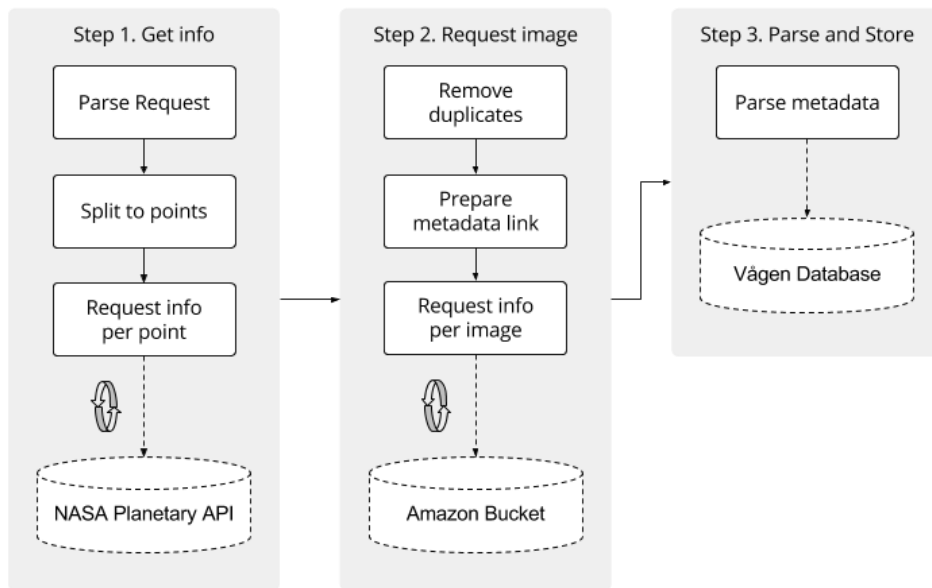 Step 1. Get info
Parse Request
Split to points
Request info
per point
NASA Planetary API
Step 2. Request image
Remove
duplicates
Prepare
metadata link
Request info
per image
Amazon Bucket
Step 3. Parse and Store
Parse metadata
Vågen Database